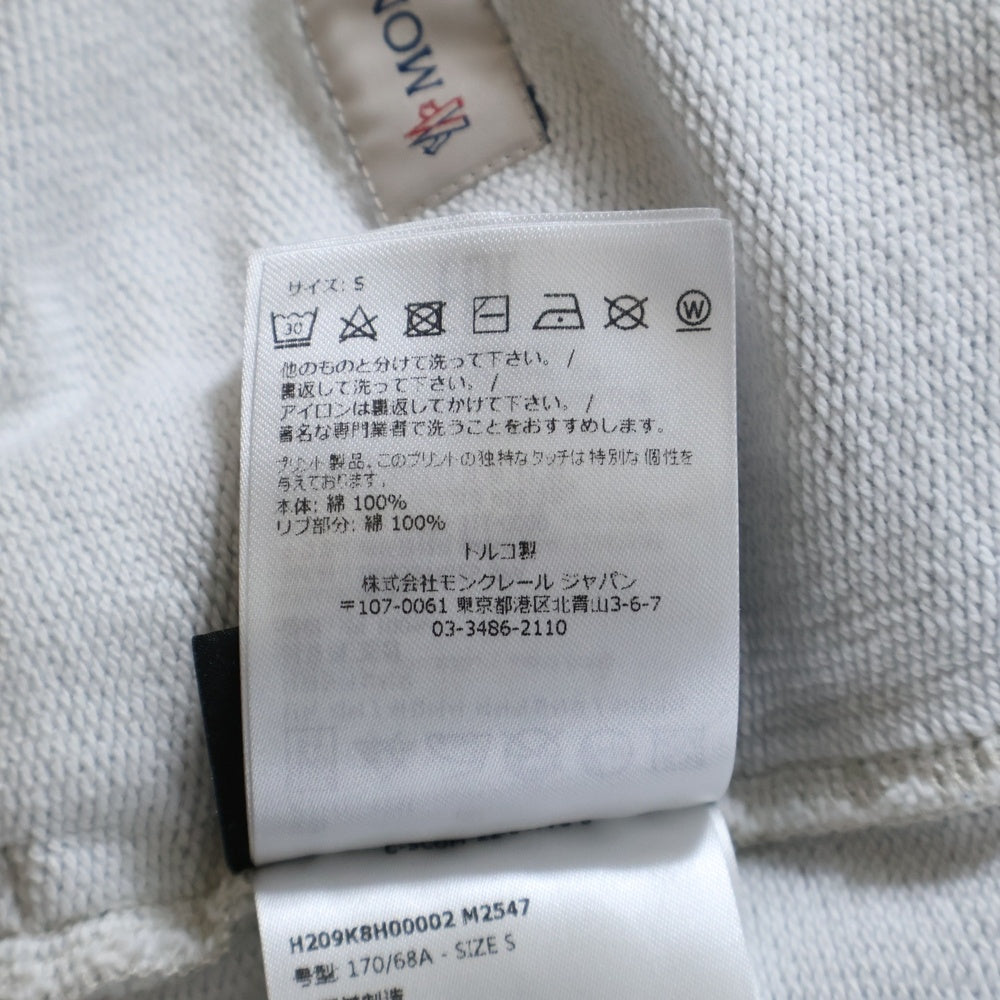 MON
サイズ: S
30
W
他のものと分けて洗って下さい。 /
裏返して洗って下さい。 /
アイロンは裏返してかけて下さい。 /
著名な専門業者で洗うことをおすすめします。
プリント製品、このプリントの独特なタッチは特別な個性を
与えております。
本体: 綿 100%
リブ部分: 綿 100%
トルコ製
株式会社モンクレール ジャパン
〒107-0061 東京都港区北青山3-6-7
03-3486-2110
H209K8H00002 M2547
号型: 170/68A - SIZE S